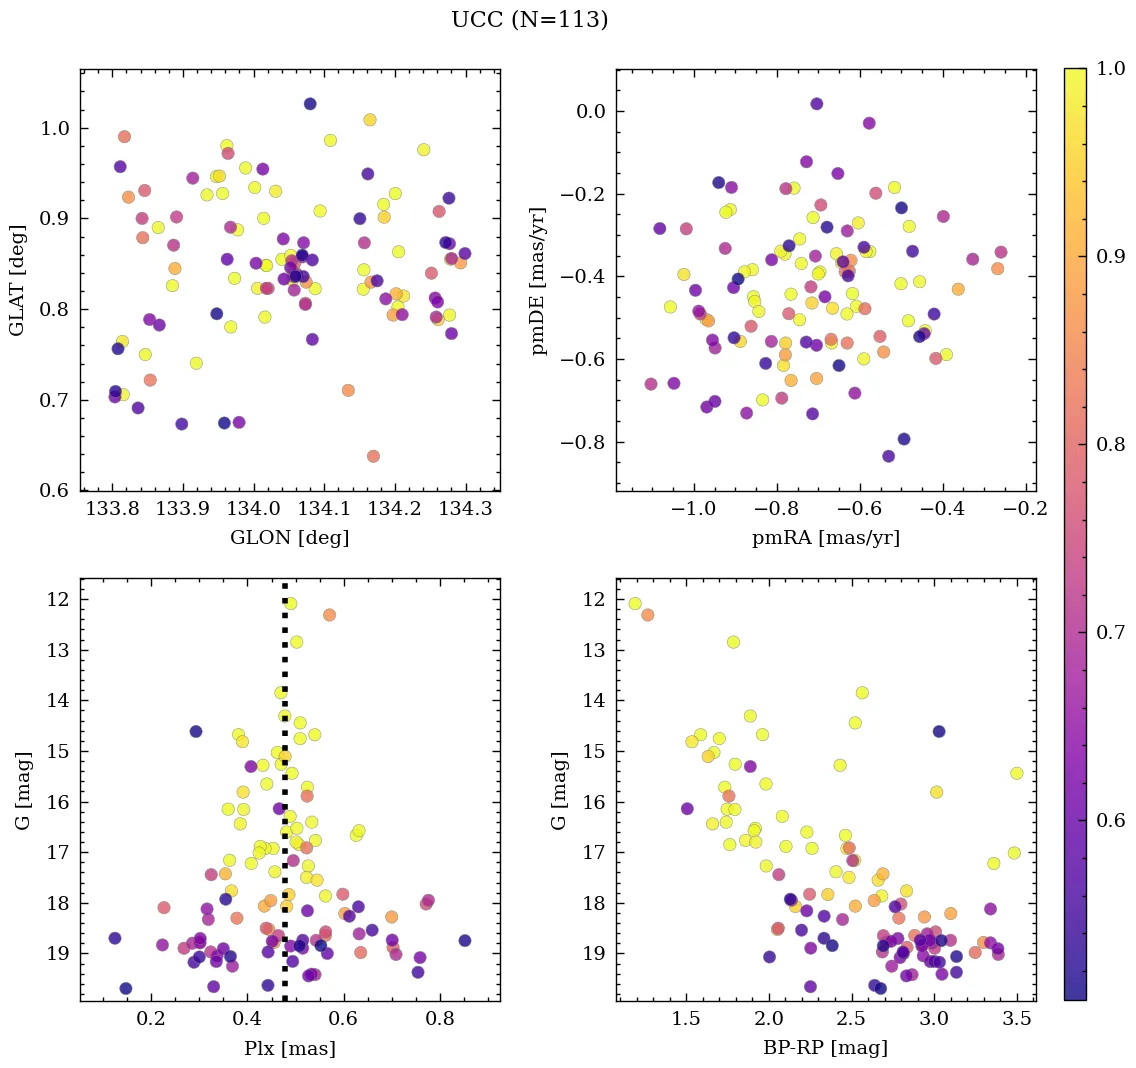 UCC (N=113)
1.0
0.9
0.8
0.7
0.6
GLAT [deg]
133.8 133.9 134.0 134.1 134.2 134.3
GLON [deg]
0.0
−0.2
−0.4
−0.6
−0.8
pmDE [mas/yr]
−1.0 −0.8 −0.6 −0.4 −0.2
pmRA [mas/yr]
12
13
14
15
16
17
18
19
G [mag]
0.2 0.4 0.6 0.8
Plx [mas]
12
13
14
15
16
17
18
19
G [mag]
1.5 2.0 2.5 3.0 3.5
BP-RP [mag]
1.0
0.9
0.8
0.7
0.6